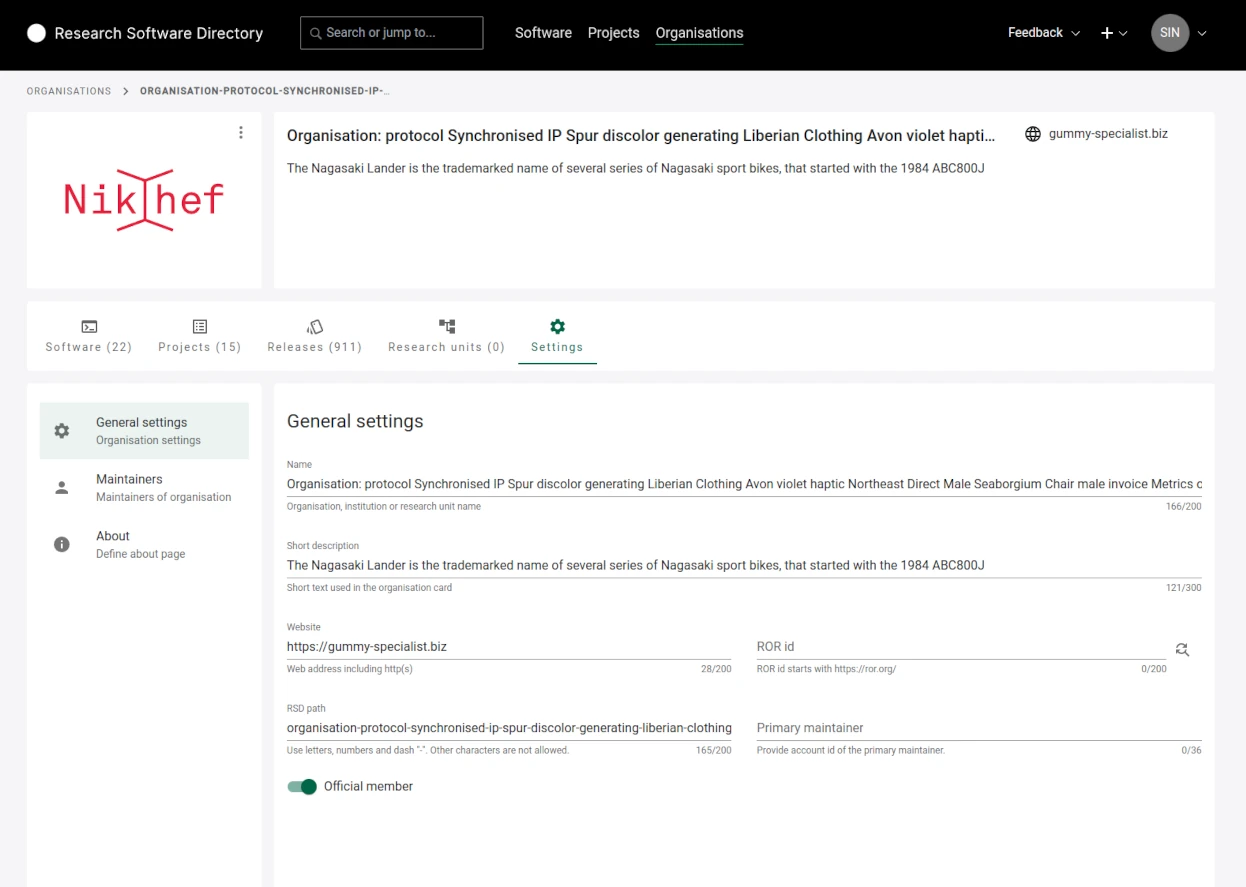 Research Software Directory
Search or jump to...
Software
Projects
Organisations
Feedback
SIN
ORGANISATIONS
ORGANISATION-PROTOCOL-SYNCHRONISED-IP-...
Nikhef
Organisation: protocol Synchronised IP Spur discolor generating Liberian Clothing Avon violet hapti...
gummy-specialist.biz
The Nagasaki Lander is the trademarked name of several series of Nagasaki sport bikes, that started with the 1984 ABC800J
Software (22)
Projects (15)
Releases (911)
Research units (0)
Settings
General settings
Organisation settings
Maintainers
Maintainers of organisation
About
Define about page
General settings
Name
Organisation: protocol Synchronised IP Spur discolor generating Liberian Clothing Avon violet haptic Northeast Direct Male Seaborgium Chair male invoice Metrics
Organisation, institution or research unit name
166/200
Short description
The Nagasaki Lander is the trademarked name of several series of Nagasaki sport bikes, that started with the 1984 ABC800J
Short text used in the organisation card
121/300
Website
https://gummy-specialist.biz
Web address including http(s)
28/200
ROR id
ROR id starts with https://ror.org/
0/200
RSD path
organisation-protocol-synchronised-ip-spur-discolor-generating-liberian-clothing
Use letters, numbers and dash "-". Other characters are not allowed.
165/200
Primary maintainer
Provide account id of the primary maintainer.
0/36
Official member